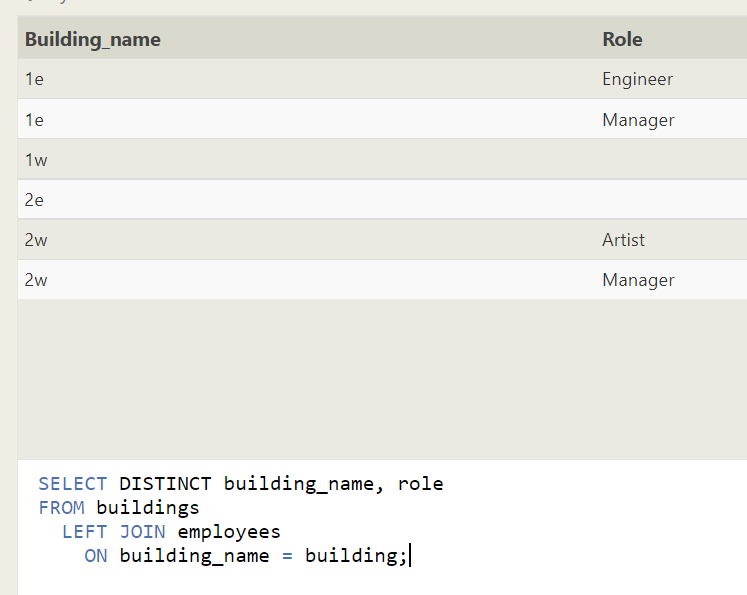 Building_name Role
1e Engineer
1e Manager
1w
2e
2w Artist
2w Manager
SELECT DISTINCT building_name, role
FROM buildings
LEFT JOIN employees
ON building_name = building;